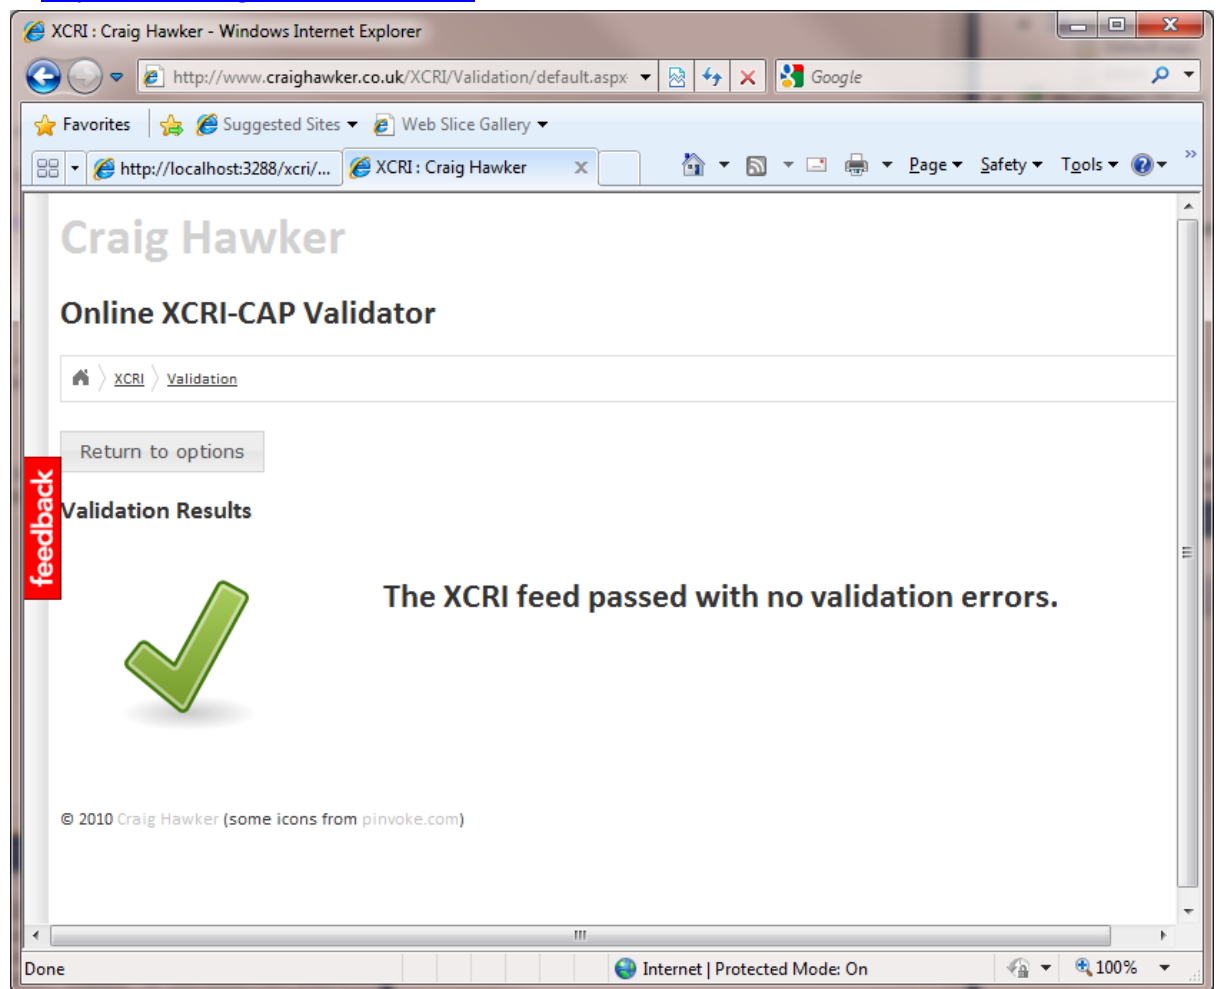 XCRI : Craig Hawker - Windows Internet Explorer
http://www.craighawker.co.uk/XCRI/Validation/default.aspx
Google
Favorites
Suggested Sites
Web Slice Gallery
http://localhost:3288/xcri/...
XCRI : Craig Hawker
x
Page
Safety
Tools
Craig Hawker
Online XCRI-CAP Validator
XCRI
Validation
Return to options
feedback
Validation Results
The XCRI feed passed with no validation errors.
© 2010 Craig Hawker (some icons from pinvoke.com)
Done
Internet | Protected Mode: On
100%